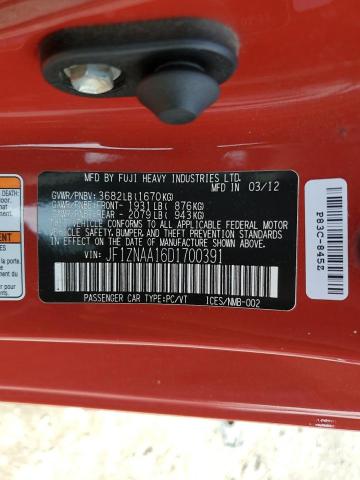 MFD BY FUJI HEAVY INDUSTRIES LTD.
MFD IN 03/12
GVWR/PNBV: 3682LB(1670KG)
GAWR/PNBE(FRONT- 1931LB( 876KG)
REAR - 2079LB( 943KG)
THIS VEHICLE CONFORMS TO ALL APPLICABLE FEDERAL MOTOR
VEHICLE SAFETY, BUMPER, AND THEFT PREVENTION
STANDARDS IN EFFECT ON THE DATE OF MANUFACTURE
SHOWN ABOVE.
VIN: JF1ZNAA16D1700391
PASSENGER CAR TYPE:PC/VT ICES/NMB-002
P83C-845Z
DEATH: